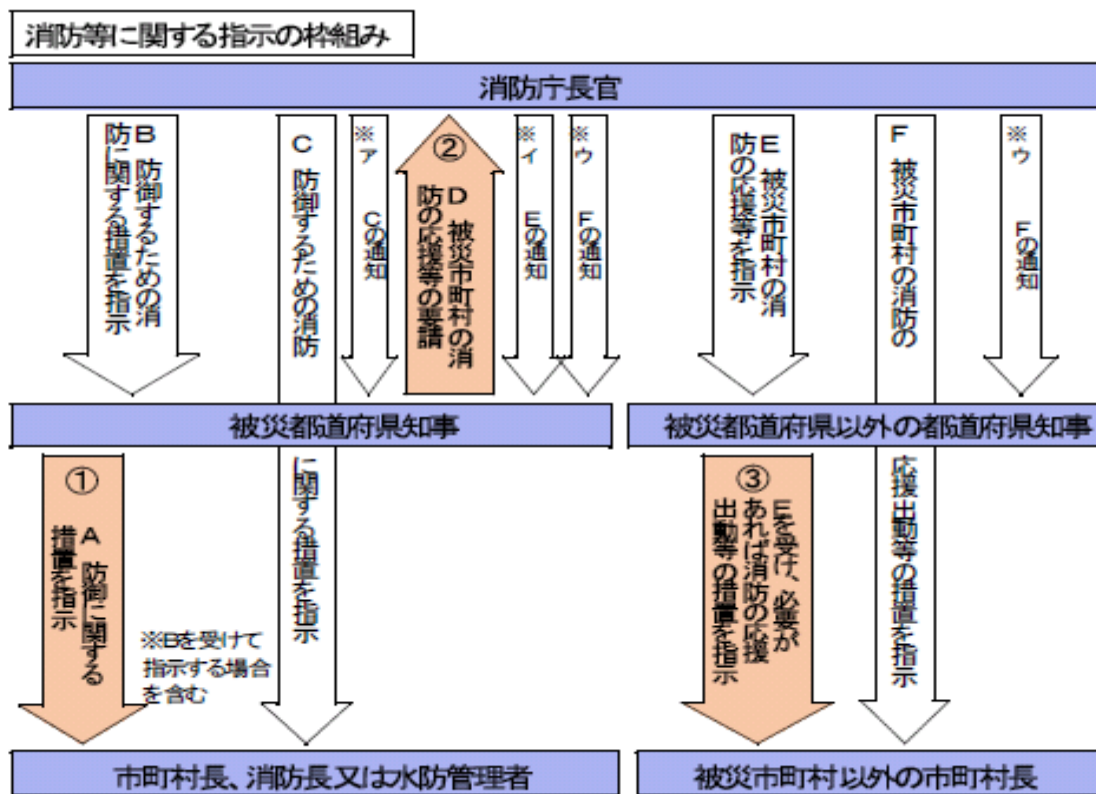 消防等に関する指示の枠組み
消防庁長官
B 防御するための消
防に関する措置を指示
C 防御するための消防
※ア Cの通知
②
D 被災市町村の消
防の応援等の要請
※イ Eの通知
※ウ Fの通知
E 被災市町村の消
防の応援等を指示
F 被災市町村の消防の
※ウ Fの通知
被災都道府県知事
被災都道府県以外の都道府県知事
①
A 防御に関する
措置を指示
※Bを受けて
指示する場合
を含む
に関する措置を指示
③
Eを受け、必要が
あれば消防の応援
出動等の措置を指示
応援出動等の措置を指示
市町村長、消防長又は水防管理者
被災市町村以外の市町村長